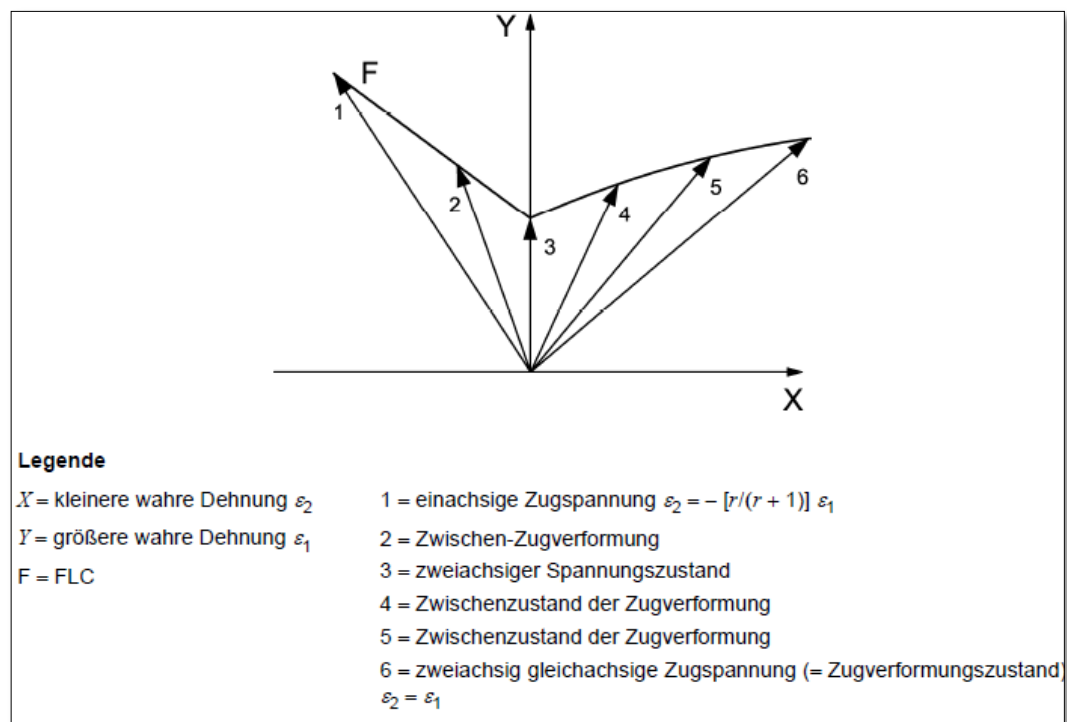 Y
F
1
2
3
4
5
6
X
Legende
X = kleinere wahre Dehnung ε2
Y = größere wahre Dehnung ε1
F = FLC
1 = einachsige Zugspannung ε2 = – [r/(r + 1)] ε1
2 = Zwischen-Zugverformung
3 = zweiachsiger Spannungszustand
4 = Zwischenzustand der Zugverformung
5 = Zwischenzustand der Zugverformung
6 = zweiachsig gleichachsige Zugspannung (= Zugverformungszustand)
ε2 = ε1